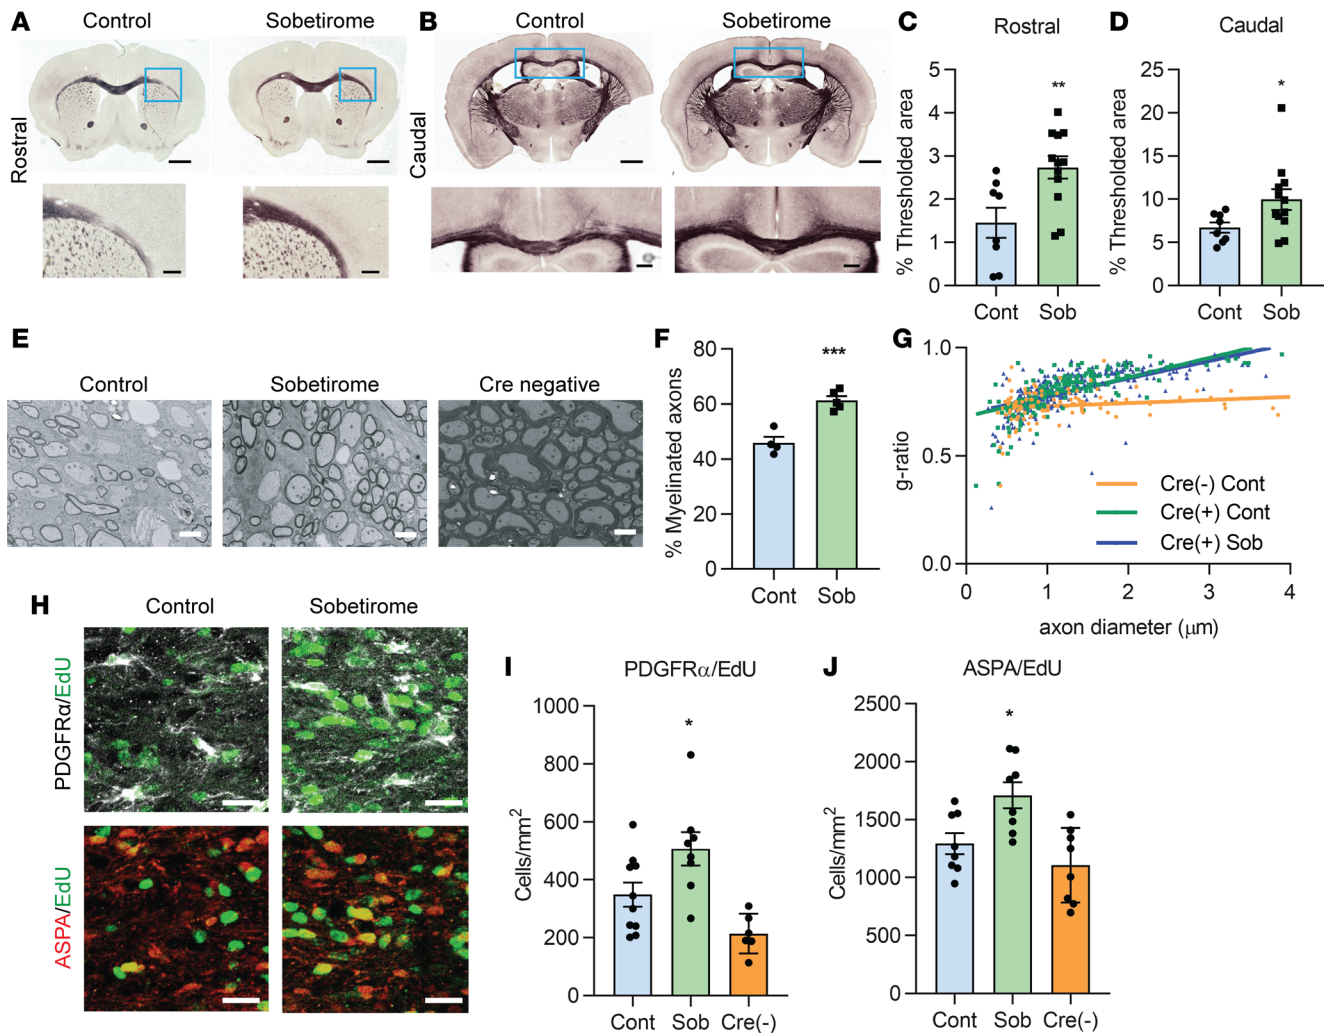 A
Control
Sobetirome
Rostral
B
Control
Sobetirome
Caudal
C
Rostral
% Thresholded area
5
4
3
2
1
0
**
Cont
Sob
D
Caudal
% Thresholded area
25
20
15
10
5
0
*
Cont
Sob
E
Control
Sobetirome
Cre negative
F
% Myelinated axons
80
60
40
20
0
***
Cont
Sob
G
g-ratio
1.0
0.5
0.0
Cre(-) Cont
Cre(+) Cont
Cre(+) Sob
0
1
2
3
4
axon diameter (μm)
H
Control
Sobetirome
PDGFRα/EdU
ASPA/EdU
I
PDGFRα/EdU
Cells/mm²
1000
800
600
400
200
0
*
Cont
Sob
Cre(-)
J
ASPA/EdU
Cells/mm²
2500
2000
1500
1000
500
0
*
Cont
Sob
Cre(-)